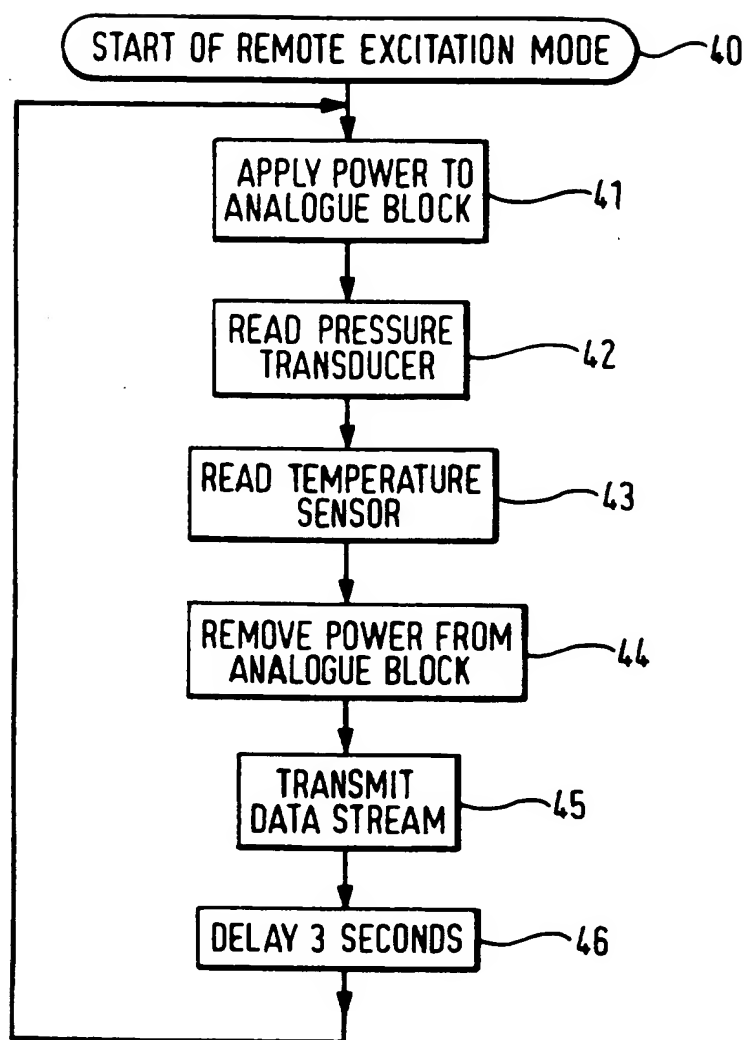 START OF REMOTE EXCITATION MODE
40
APPLY POWER TO
ANALOGUE BLOCK
41
READ PRESSURE
TRANSDUCER
42
READ TEMPERATURE
SENSOR
43
REMOVE POWER FROM
ANALOGUE BLOCK
44
TRANSMIT
DATA STREAM
45
DELAY 3 SECONDS
46